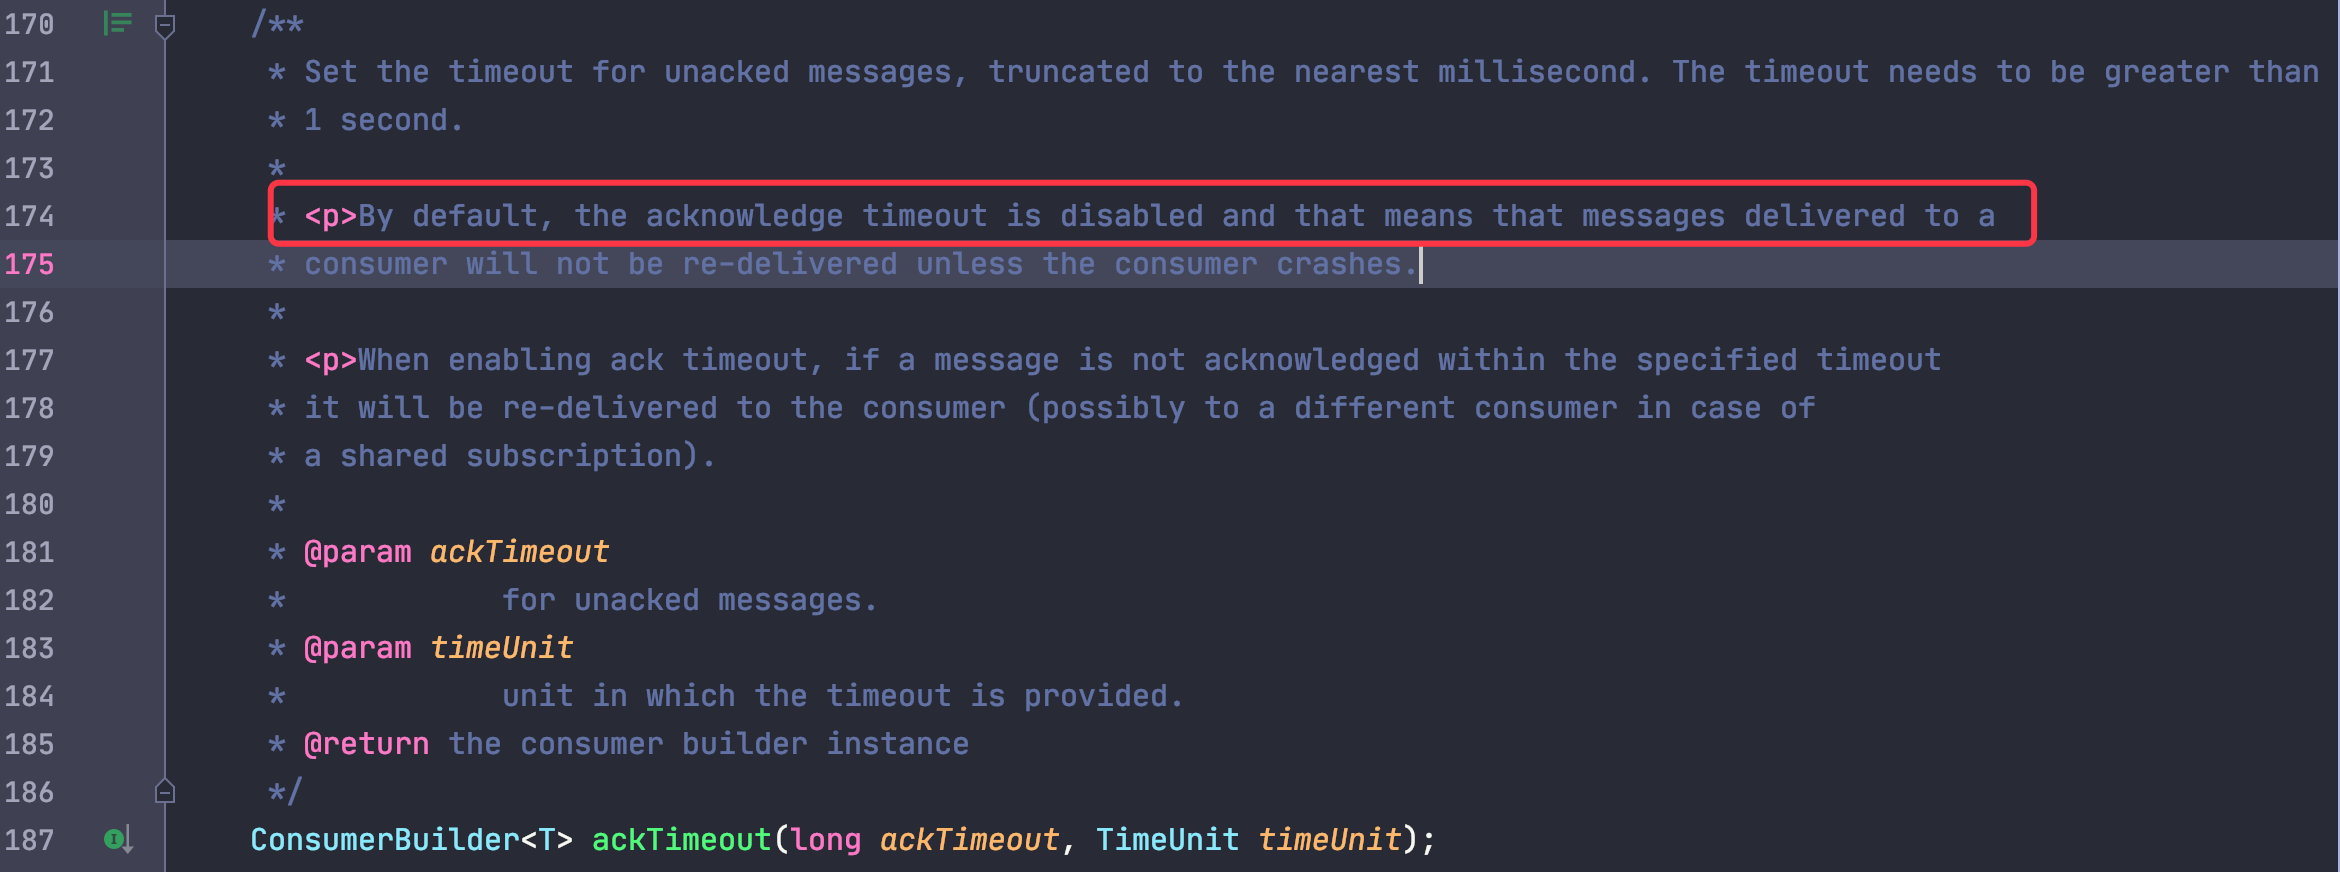 170 /**
171 * Set the timeout for unacked messages, truncated to the nearest millisecond. The timeout needs to be greater than
172 * 1 second.
173 *
174 * <p>By default, the acknowledge timeout is disabled and that means that messages delivered to a
175 * consumer will not be re-delivered unless the consumer crashes.
176 *
177 * <p>When enabling ack timeout, if a message is not acknowledged within the specified timeout
178 * it will be re-delivered to the consumer (possibly to a different consumer in case of
179 * a shared subscription).
180 *
181 * @param ackTimeout
182 * for unacked messages.
183 * @param timeUnit
184 * unit in which the timeout is provided.
185 * @return the consumer builder instance
186 */
187 ConsumerBuilder<T> ackTimeout(long ackTimeout, TimeUnit timeUnit);